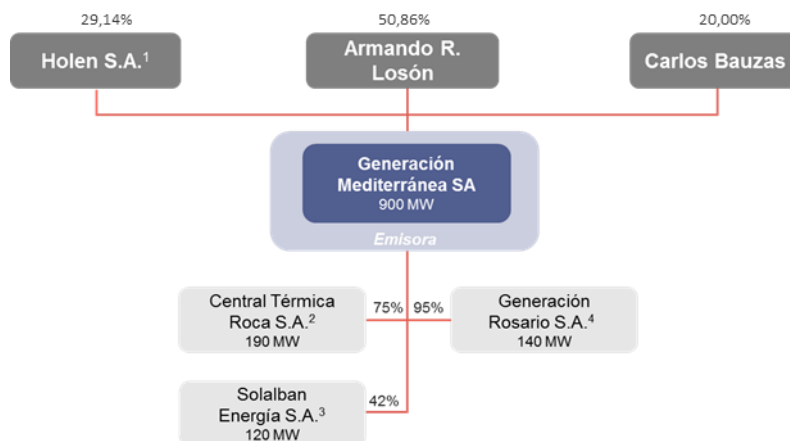 29,14%
50,86%
20,00%
Holen S.A.¹
Armando R.
Losón
Carlos Bauzas
Generación
Mediterránea SA
900 MW
Emisora
Central Térmica
Roca S.A.²
190 MW
75%
95%
Generación
Rosario S.A.⁴
140 MW
Solalban
Energía S.A.³
120 MW
42%